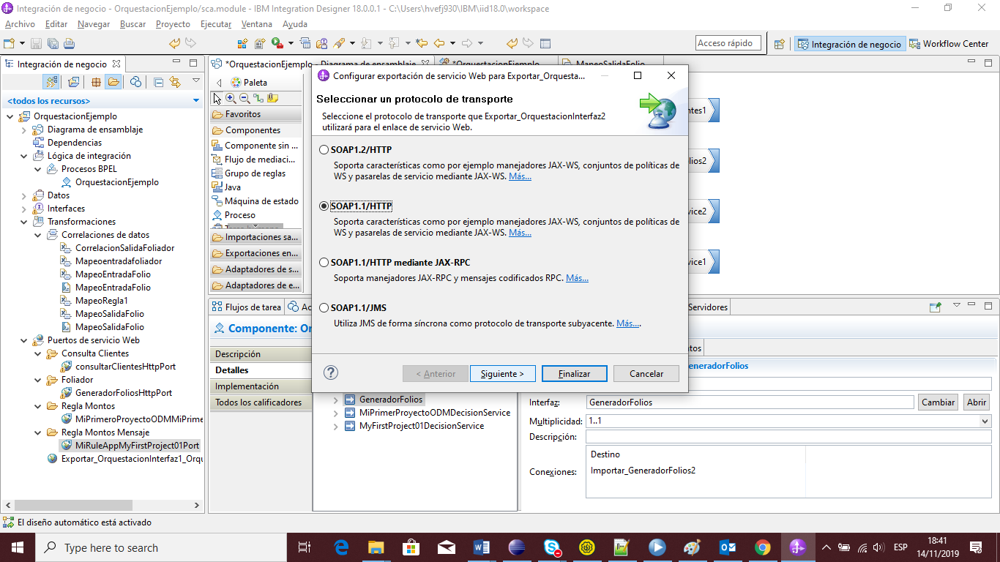 Integración de negocio - OrquestacionEjemplo/sca.module - IBM Integration Designer 18.0.0.1 - C:\Users\hvefj930\IBM\iid18.0\workspace
Archivo Editar Navegar Buscar Proyecto Ejecutar Ventana Ayuda
Acceso rápido
Integración de negocio
Workflow Center
Integración de negocio
<todos los recursos>
OrquestacionEjemplo
Diagrama de ensamblaje
Dependencias
Lógica de integración
Procesos BPEL
OrquestacionEjemplo
Datos
Interfaces
Transformaciones
Correlaciones de datos
CorrelacionSalidaFoliador
Mapeoentradafoliador
MapeoEntradaFolio
MapeoEntradaFolio
MapeoRegla1
MapeoSalidaFolio
MapeoSalidaFolio
Puertos de servicio Web
Consulta Clientes
consultarClientesHttpPort
Foliador
GeneradorFoliosHttpPort
Regla Montos
MiPrimeroProyectoODMMiPrime
Regla Montos Mensaje
MiRuleAppMyFirstProject01Port
Exportar_OrquestacionInterfaz1_Orqu
*OrquestacionEjemplo - Diagrama de ensamblaje
*OrquestacionEjemplo
MapeoSalidaFolio
Paleta
Favoritos
Componentes
Componente sin ...
Flujo de mediaci...
Grupo de reglas
Java
Máquina de estado
Proceso
Importaciones sa...
Exportaciones en...
Adaptadores de s...
Adaptadores de e...
ntes1
lios2
vice2
vice1
Configurar exportación de servicio Web para Exportar_Orquesta...
Seleccionar un protocolo de transporte
Seleccione el protocolo de transporte que Exportar_OrquestacionInterfaz2
utilizará para el enlace de servicio Web.
SOAP1.2/HTTP
Soporta características como por ejemplo manejadores JAX-WS, conjuntos de políticas de
WS y pasarelas de servicio mediante JAX-WS. Más...
SOAP1.1/HTTP
Soporta características como por ejemplo manejadores JAX-WS, conjuntos de políticas de
WS y pasarelas de servicio mediante JAX-WS. Más...
SOAP1.1/HTTP mediante JAX-RPC
Soporta manejadores JAX-RPC y mensajes codificados RPC. Más...
SOAP1.1/JMS
Utiliza JMS de forma síncrona como protocolo de transporte subyacente. Más....
< Anterior
Siguiente >
Finalizar
Cancelar
Flujos de tarea
Ac
Servidores
Componente: Or
Descripción
Detalles
Implementación
Todos los calificadores
GeneradorFolios
MiPrimerProyectoODMDecisionService
MyFirstProject01DecisionService
ntos
eneradorFolios
Interfaz: GeneradorFolios Cambiar Abrir
Multiplicidad: 1..1
Descripción:
Destino
Conexiones: Importar_GeneradorFolios2
El diseño automático está activado
Type here to search
ESP
18:41
14/11/2019